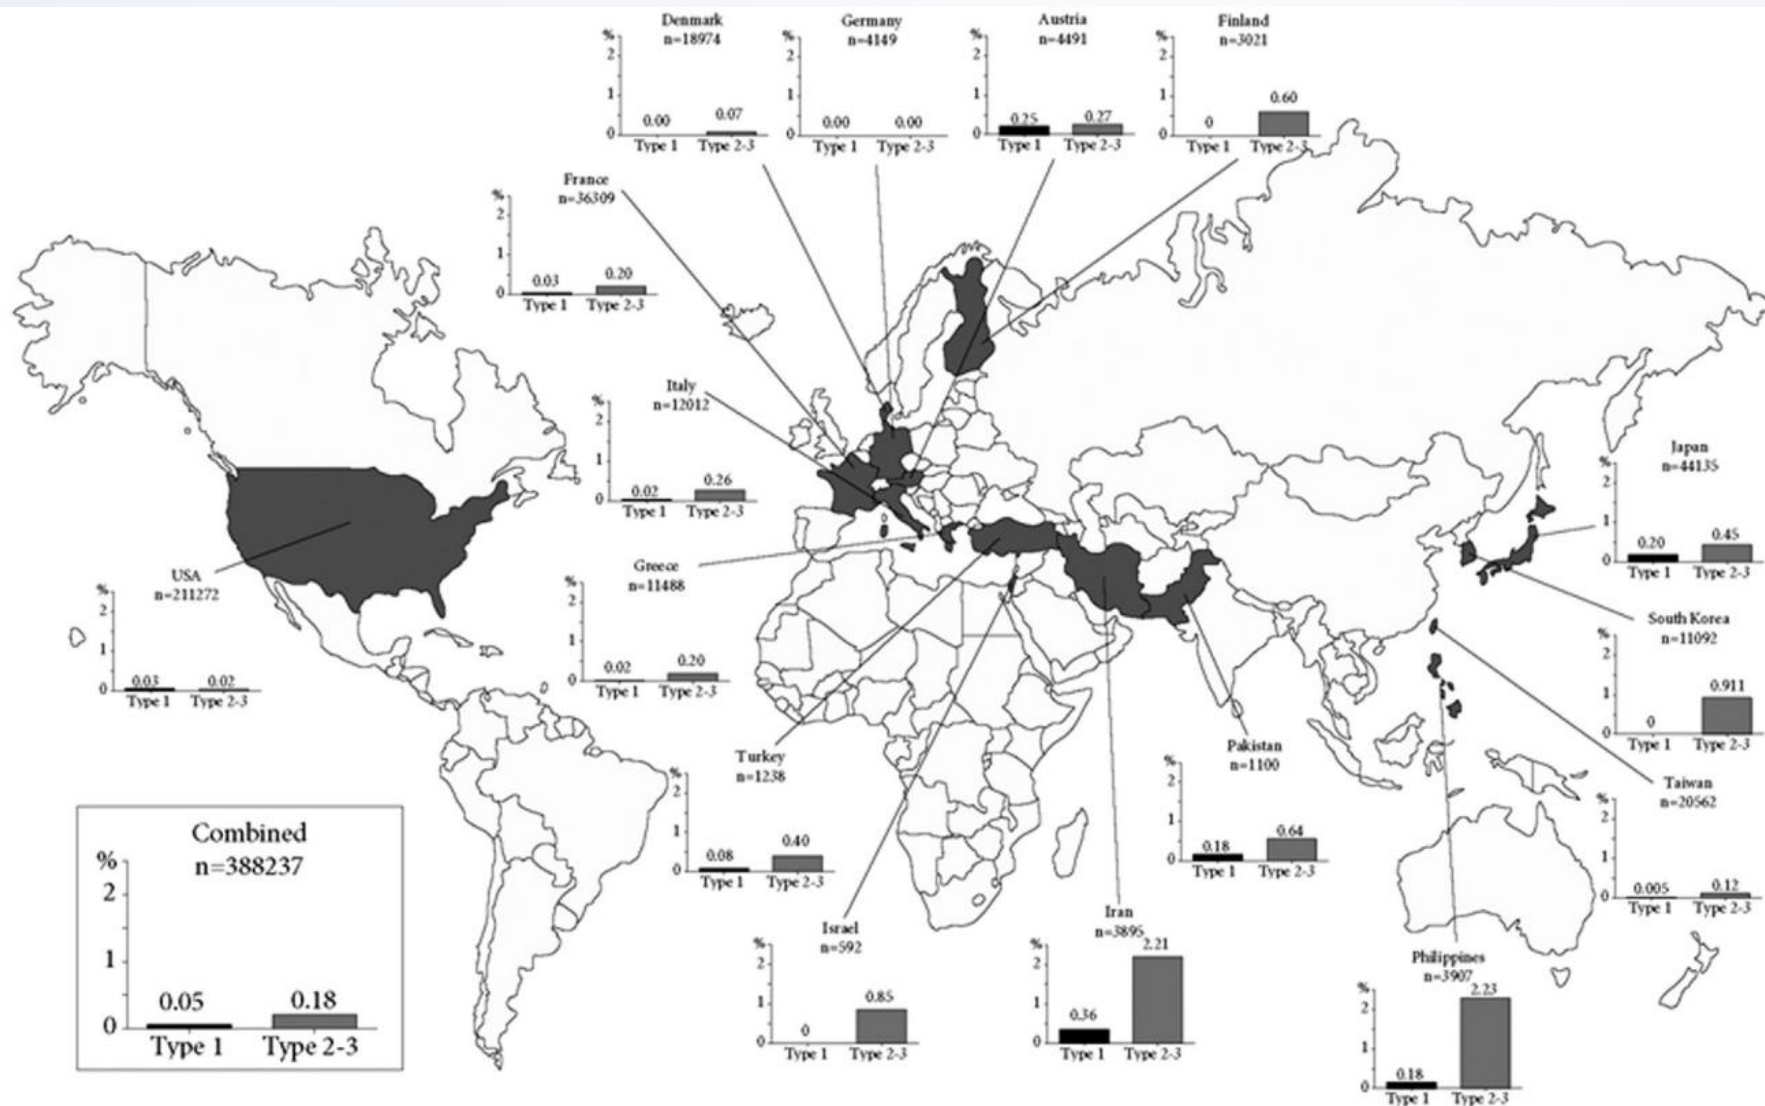 Denmark
n=18974
%
2
1
0
0.00
0.07
Type 1 Type 2-3
Germany
n=4149
%
2
1
0
0.00
0.00
Type 1 Type 2-3
Austria
n=4491
%
2
1
0
0.25
0.27
Type 1 Type 2-3
Finland
n=3021
%
2
1
0
0
0.60
Type 1 Type 2-3
France
n=36309
%
2
1
0
0.03
0.20
Type 1 Type 2-3
Italy
n=12012
%
2
1
0
0.02
0.26
Type 1 Type 2-3
Japan
n=44135
%
2
1
0
0.20
0.45
Type 1 Type 2-3
USA
n=211272
%
2
1
0
0.03
0.02
Type 1 Type 2-3
Greece
n=11488
%
2
1
0
0.02
0.20
Type 1 Type 2-3
South Korea
n=11092
%
2
1
0
0
0.911
Type 1 Type 2-3
Turkey
n=1238
%
2
1
0
0.08
0.40
Type 1 Type 2-3
Pakistan
n=1100
%
2
1
0
0.18
0.64
Type 1 Type 2-3
Taiwan
n=20562
%
2
1
0
0.005
0.12
Type 1 Type 2-3
Combined
n=388237
%
2
1
0
0.05
0.18
Type 1 Type 2-3
Israel
n=592
%
2
1
0
0
0.85
Type 1 Type 2-3
Iran
n=3895
%
2
1
0
0.36
2.21
Type 1 Type 2-3
Philippines
n=3907
%
2
1
0
0.18
2.23
Type 1 Type 2-3